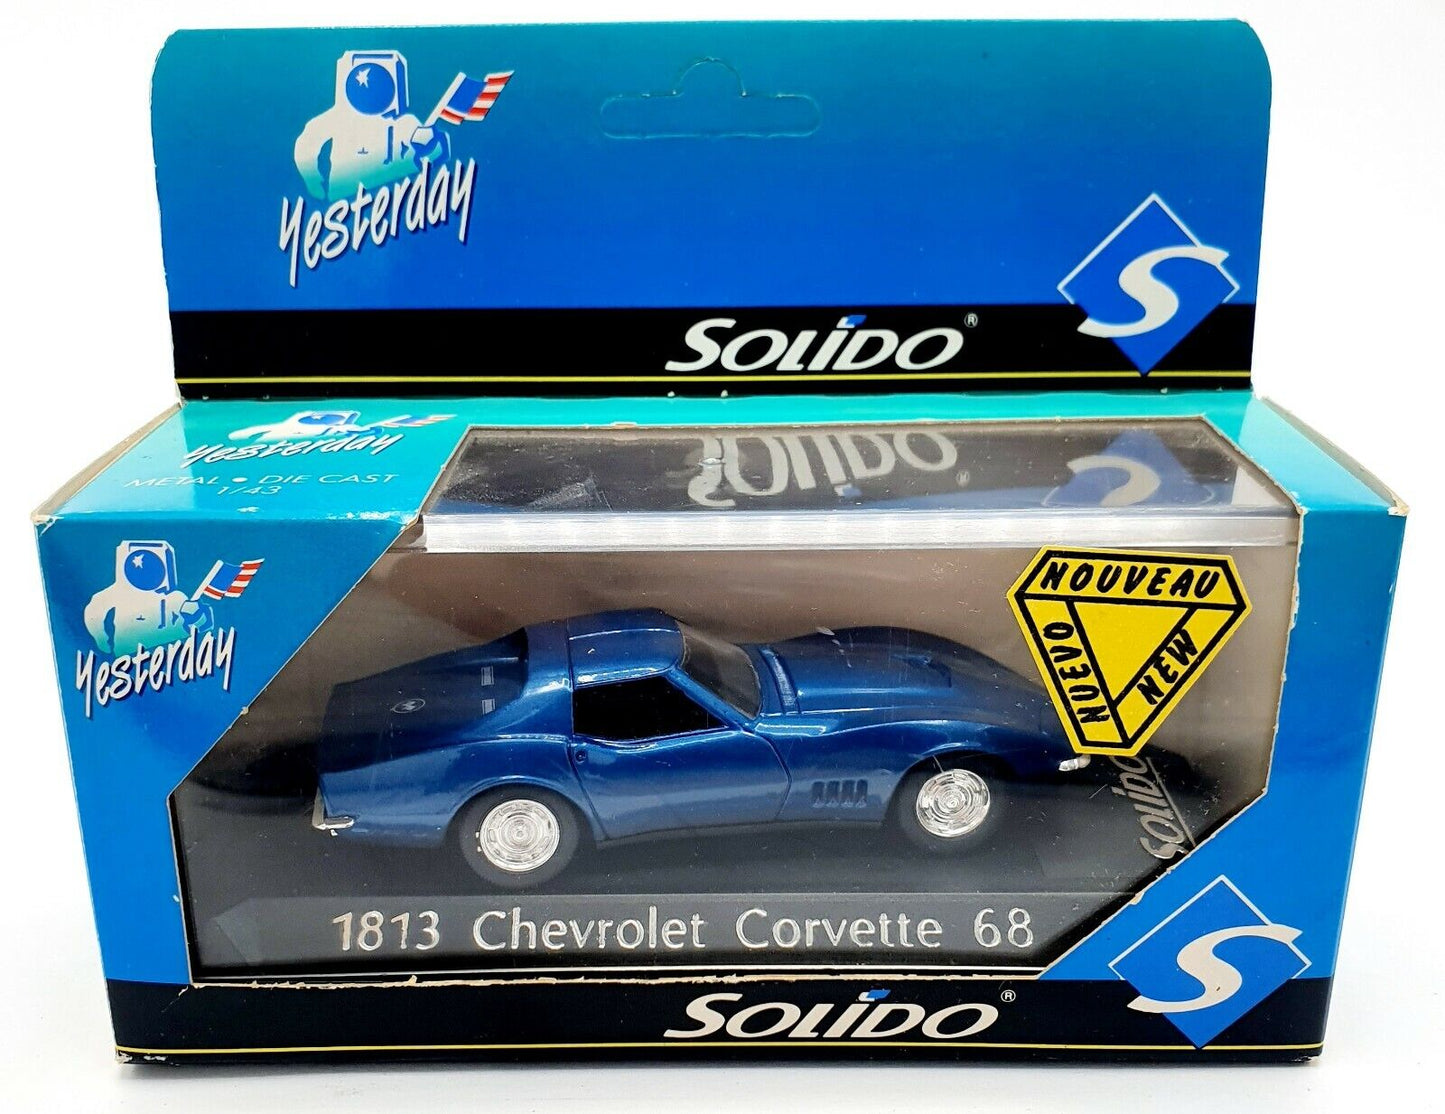 Yesterday
SOLIDO®
S
Yesterday
METAL • DIE CAST
1/43
SOLIDO
Yesterday
NOUVEAU
NUEVO
NEW
Solido
1813 Chevrolet Corvette 68
S
SOLIDO®